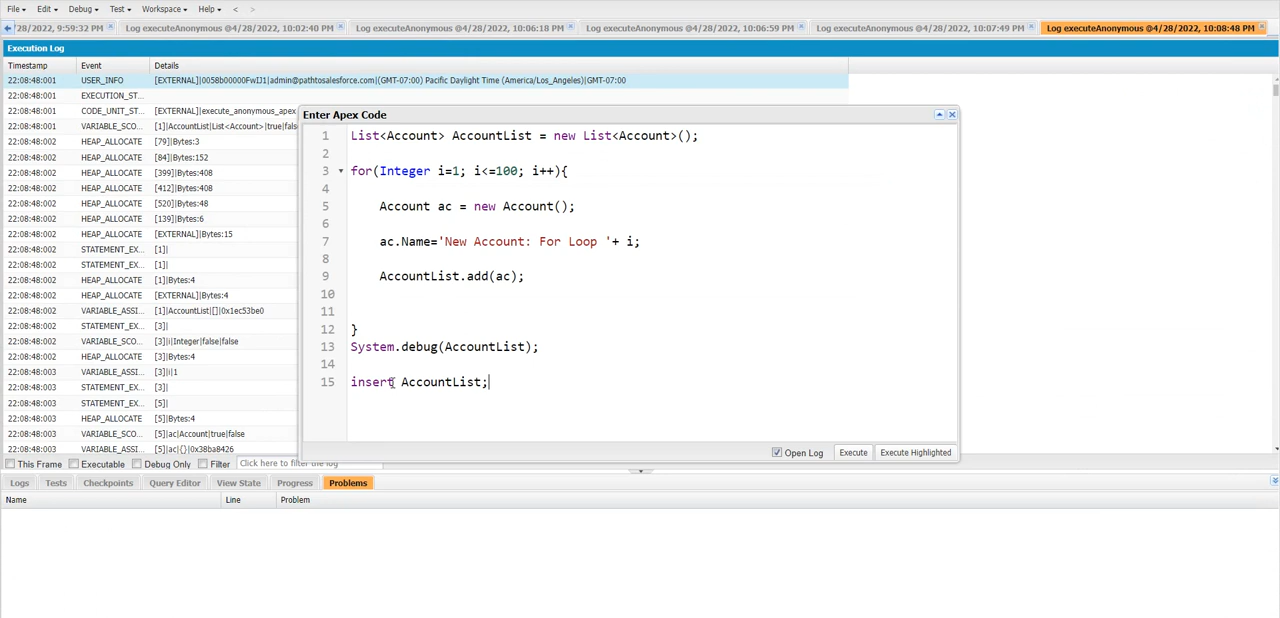 File Edit Debug Test Workspace Help < >
28/2022, 9:59:32 PM Log executeAnonymous @4/28/2022, 10:02:40 PM Log executeAnonymous @4/28/2022, 10:06:18 PM Log executeAnonymous @4/28/2022, 10:06:59 PM Log executeAnonymous @4/28/2022, 10:07:49 PM Log executeAnonymous @4/28/2022, 10:08:48 PM
Execution Log
Timestamp Event Details
22:08:48:001 USER_INFO [EXTERNAL]|0058b00000FwIJ1|admin@pathtosalesforce.com|(GMT-07:00) Pacific Daylight Time (America/Los_Angeles)|GMT-07:00
22:08:48:001 EXECUTION_ST...
22:08:48:001 CODE_UNIT_ST... [EXTERNAL]|execute_anonymous_apex
22:08:48:001 VARIABLE_SCO... [1]|AccountList|List<Account>|true|fals
22:08:48:002 HEAP_ALLOCATE [79]|Bytes:3
22:08:48:002 HEAP_ALLOCATE [84]|Bytes:152
22:08:48:002 HEAP_ALLOCATE [399]|Bytes:408
22:08:48:002 HEAP_ALLOCATE [412]|Bytes:408
22:08:48:002 HEAP_ALLOCATE [520]|Bytes:48
22:08:48:002 HEAP_ALLOCATE [139]|Bytes:6
22:08:48:002 HEAP_ALLOCATE [EXTERNAL]|Bytes:15
22:08:48:002 STATEMENT_EX... [1]|
22:08:48:002 STATEMENT_EX... [1]|
22:08:48:002 HEAP_ALLOCATE [1]|Bytes:4
22:08:48:002 HEAP_ALLOCATE [EXTERNAL]|Bytes:4
22:08:48:002 VARIABLE_ASSI... [1]|AccountList|[]|0x1ec53be0
22:08:48:002 STATEMENT_EX... [3]|
22:08:48:002 VARIABLE_SCO... [3]|i|Integer|false|false
22:08:48:002 HEAP_ALLOCATE [3]|Bytes:4
22:08:48:002 VARIABLE_ASSI... [3]|i|1
22:08:48:003 STATEMENT_EX... [3]|
22:08:48:003 STATEMENT_EX... [5]|
22:08:48:003 HEAP_ALLOCATE [5]|Bytes:4
22:08:48:003 VARIABLE_SCO... [5]|ac|Account|true|false
22:08:48:003 VARIABLE_ASSI... [5]|ac|{}|0x38ba8426
Enter Apex Code
1 List<Account> AccountList = new List<Account>();
2
3 for(Integer i=1; i<=100; i++){
4
5 Account ac = new Account();
6
7 ac.Name='New Account: For Loop '+ i;
8
9 AccountList.add(ac);
10
11
12 }
13 System.debug(AccountList);
14
15 insert AccountList;
Open Log Execute Execute Highlighted
This Frame Executable Debug Only Filter Click here to filter the log
Logs Tests Checkpoints Query Editor View State Progress Problems
Name Line Problem